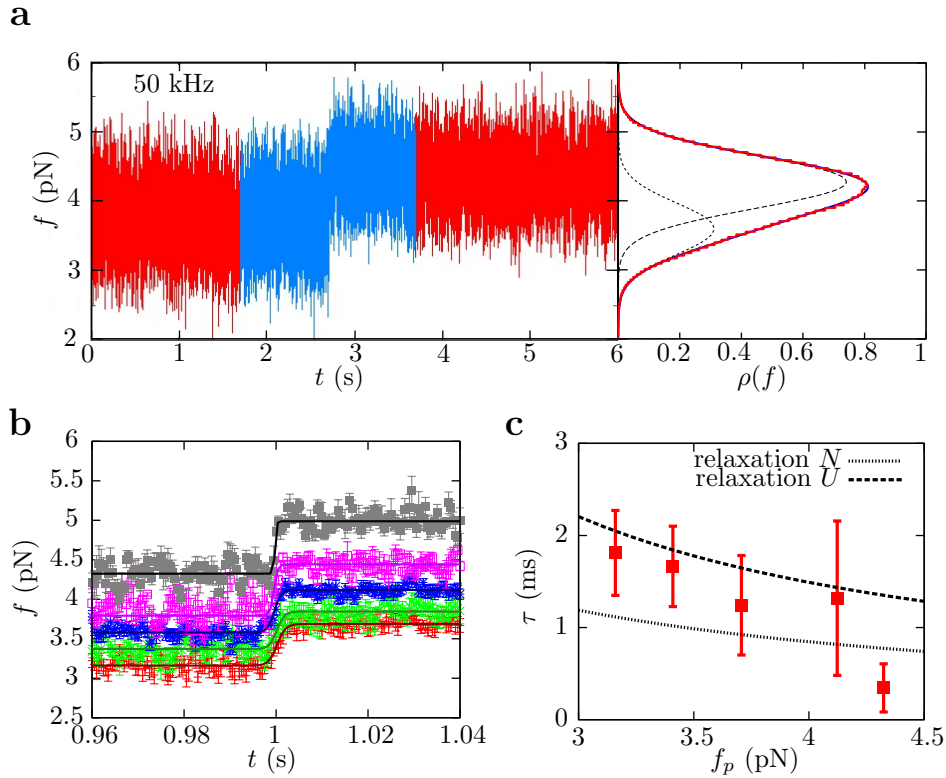 a
50 kHz
6
5
4
3
2
f (pN)
0 1 2 3 4 5 6 0.2 0.4 0.6 0.8 1
t (s)
ρ(f)
b
6
5.5
5
4.5
4
3.5
3
2.5
f (pN)
0.96 0.98 1 1.02 1.04
t (s)
c
relaxation N
relaxation U
3
2
1
0
τ (ms)
3 3.5 4 4.5
f_p (pN)